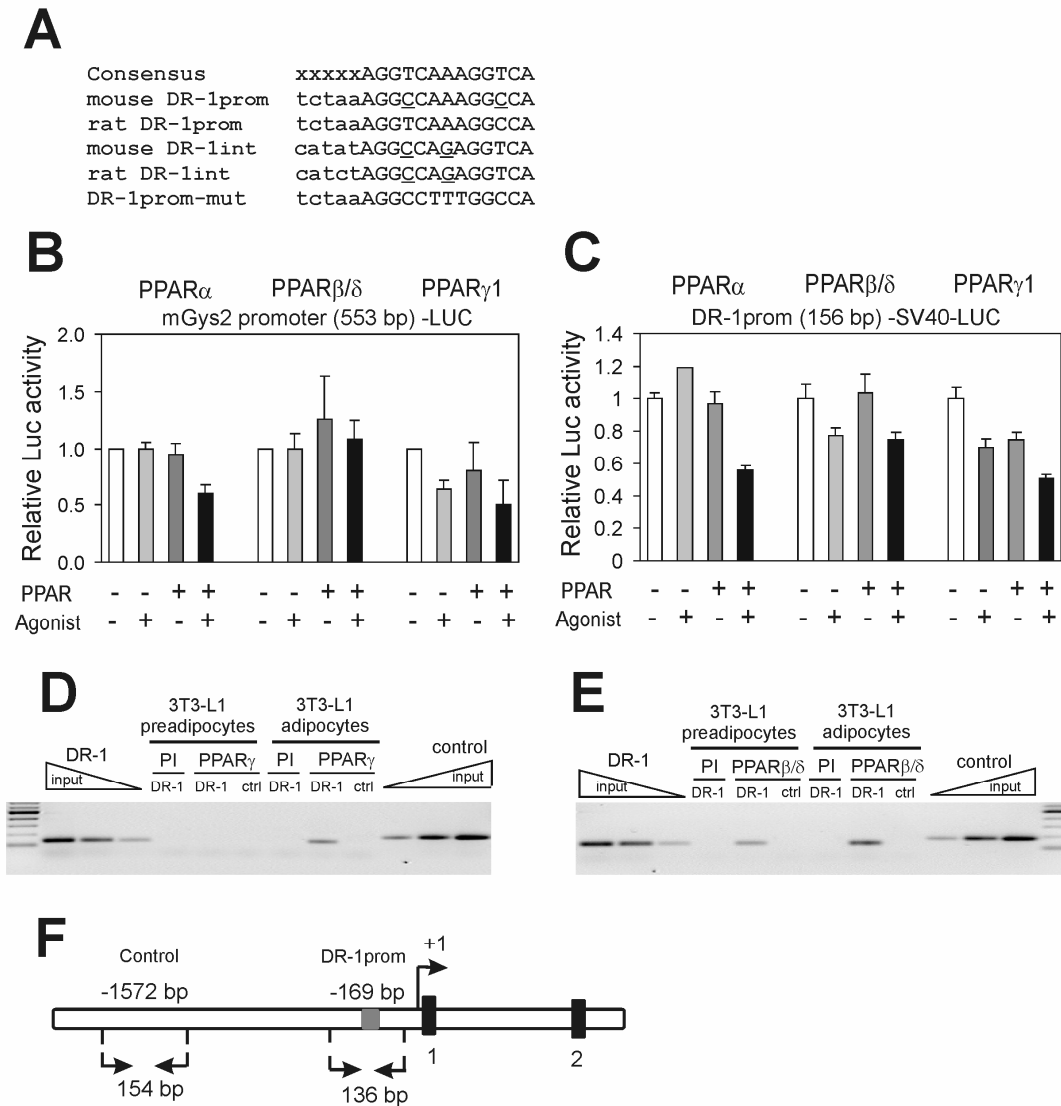 A
Consensus xxxxxAGGTCAAAGGTCA
mouse DR-1prom tctaaAGGCCAAAGGCCA
rat DR-1prom tctaaAGGTCAAAGGCCA
mouse DR-1int catatAGGCCAGAGGTCA
rat DR-1int catctAGGCCAGAGGTCA
DR-1prom-mut tctaaAGGCCTTTGGCCA
B
PPARα PPARβ/δ PPARγ1
mGys2 promoter (553 bp) -LUC
Relative Luc activity
2.0
1.5
1.0
0.5
0.0
PPAR - - + + - - + + - - + +
Agonist - + - + - + - + - + - +
C
PPARα PPARβ/δ PPARγ1
DR-1prom (156 bp) -SV40-LUC
Relative Luc activity
1.4
1.2
1
0.8
0.6
0.4
0.2
0
PPAR - - + + - - + + - - + +
Agonist - + - + - + - + - + - +
D
3T3-L1 preadipocytes
3T3-L1 adipocytes
DR-1
input
PI PPARγ PI PPARγ
DR-1 DR-1 ctrl DR-1 DR-1 ctrl
control
input
E
3T3-L1 preadipocytes
3T3-L1 adipocytes
DR-1
input
PI PPARβ/δ PI PPARβ/δ
DR-1 DR-1 ctrl DR-1 DR-1 ctrl
control
input
F
Control
-1572 bp
DR-1prom
-169 bp
+1
154 bp
136 bp
1
2